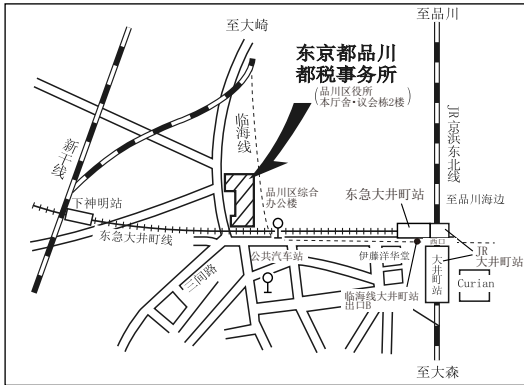 至品川
至大崎
东京都品川
都税事务所
(品川区役所
本厅舍·议会栋2楼)
JR京浜东北线
临海线
新干线
品川区综合
办公楼
至品川海边
东急大井町站
下神明站
东急大井町线
西口
公共汽车站
伊藤洋华堂
JR
大井町站
大井町站
三间路
临海线大井町站
出口B
Curian
至大森